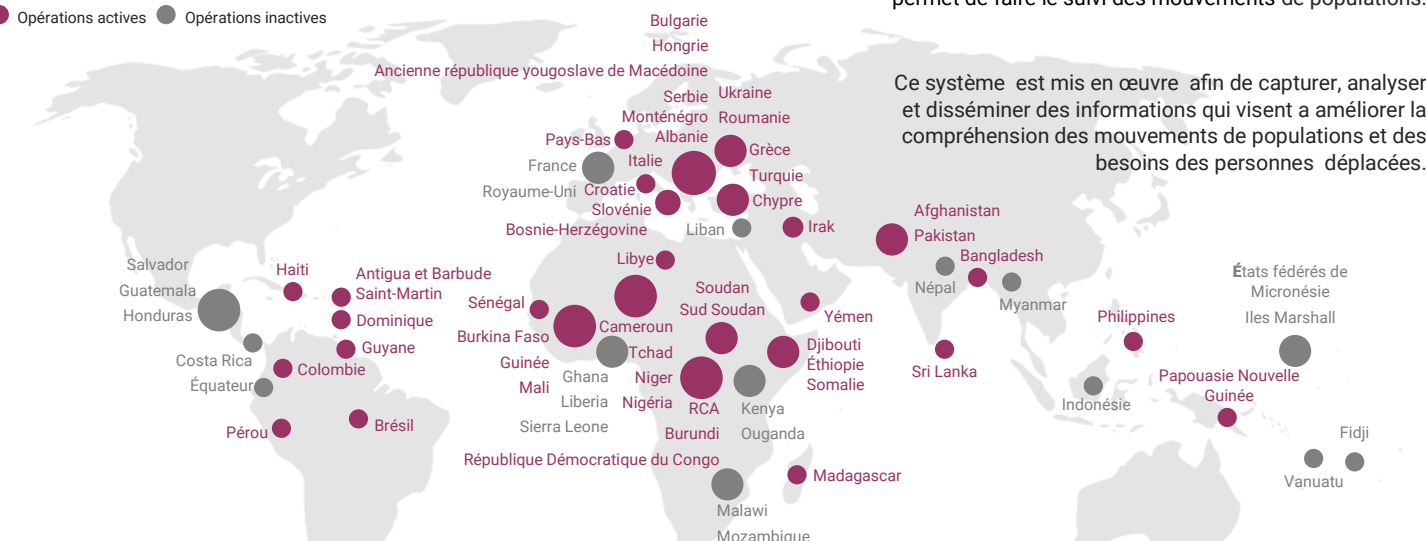 Opérations actives
Opérations inactives
permet de faire le suivi des mouvements de populations.
Ce système est mis en œuvre afin de capturer, analyser
et disséminer des informations qui visent a améliorer la
compréhension des mouvements de populations et des
besoins des personnes déplacées.
Bulgarie
Hongrie
Ancienne république yougoslave de Macédoine
Serbie
Monténégro
Albanie
Ukraine
Roumanie
Grèce
Pays-Bas
France
Royaume-Uni
Italie
Croatie
Slovénie
Bosnie-Herzégovine
Turquie
Chypre
Liban
Irak
Afghanistan
Pakistan
Bangladesh
Népal
Myanmar
Salvador
Guatemala
Honduras
Haiti
Antigua et Barbude
Saint-Martin
Dominique
Guyane
Costa Rica
Équateur
Colombie
Pérou
Brésil
Libye
Sénégal
Burkina Faso
Guinée
Mali
Cameroun
Tchad
Niger
Nigéria
Ghana
Liberia
Sierra Leone
Soudan
Sud Soudan
RCA
Burundi
République Démocratique du Congo
Yémen
Djibouti
Éthiopie
Somalie
Kenya
Ouganda
Madagascar
Malawi
Mozambique
Sri Lanka
Philippines
Indonésie
États fédérés de
Micronésie
Iles Marshall
Papouasie Nouvelle
Guinée
Fidji
Vanuatu